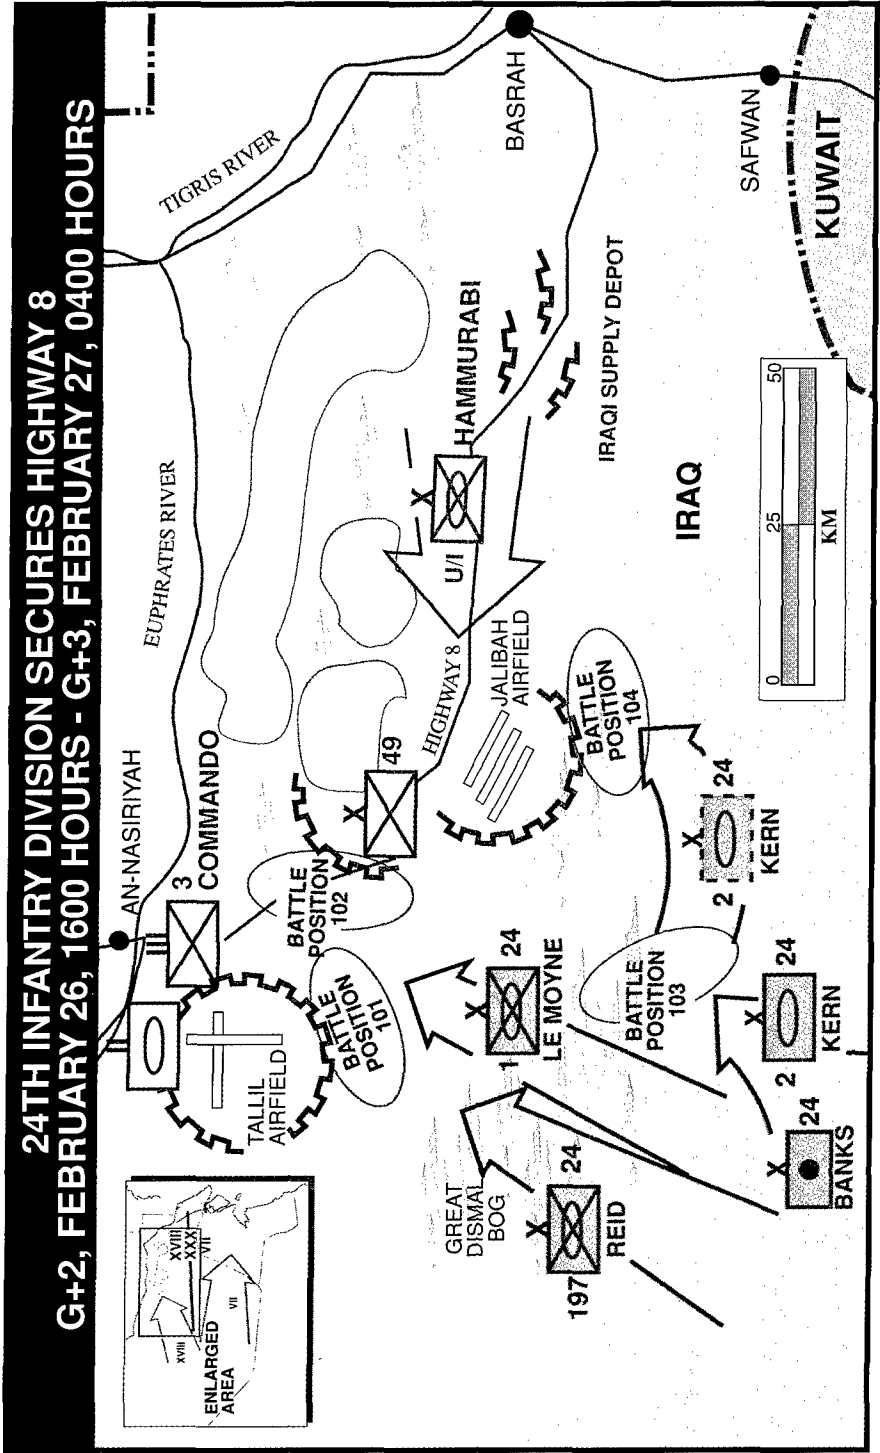 24TH INFANTRY DIVISION SECURES HIGHWAY 8
G+2, FEBRUARY 26, 1600 HOURS - G+3, FEBRUARY 27, 0400 HOURS
XVIII
XXX
VII
XVIII
VII
ENLARGED
AREA
AN-NASIRIYAH
EUPHRATES RIVER
TIGRIS RIVER
3
COMMANDO
TALLIL
AIRFIELD
BATTLE
POSITION
101
BATTLE
POSITION
102
X
49
HIGHWAY 8
JALIBAH
AIRFIELD
X
U/I
HAMMURABI
IRAQI SUPPLY DEPOT
BASRAH
SAFWAN
KUWAIT
IRAQ
GREAT
DISMAL
BOG
X
197
24
REID
X
1
24
LE MOYNE
BATTLE
POSITION
103
BATTLE
POSITION
104
X
2
24
KERN
X
2
24
KERN
X
24
BANKS
0
25
50
KM